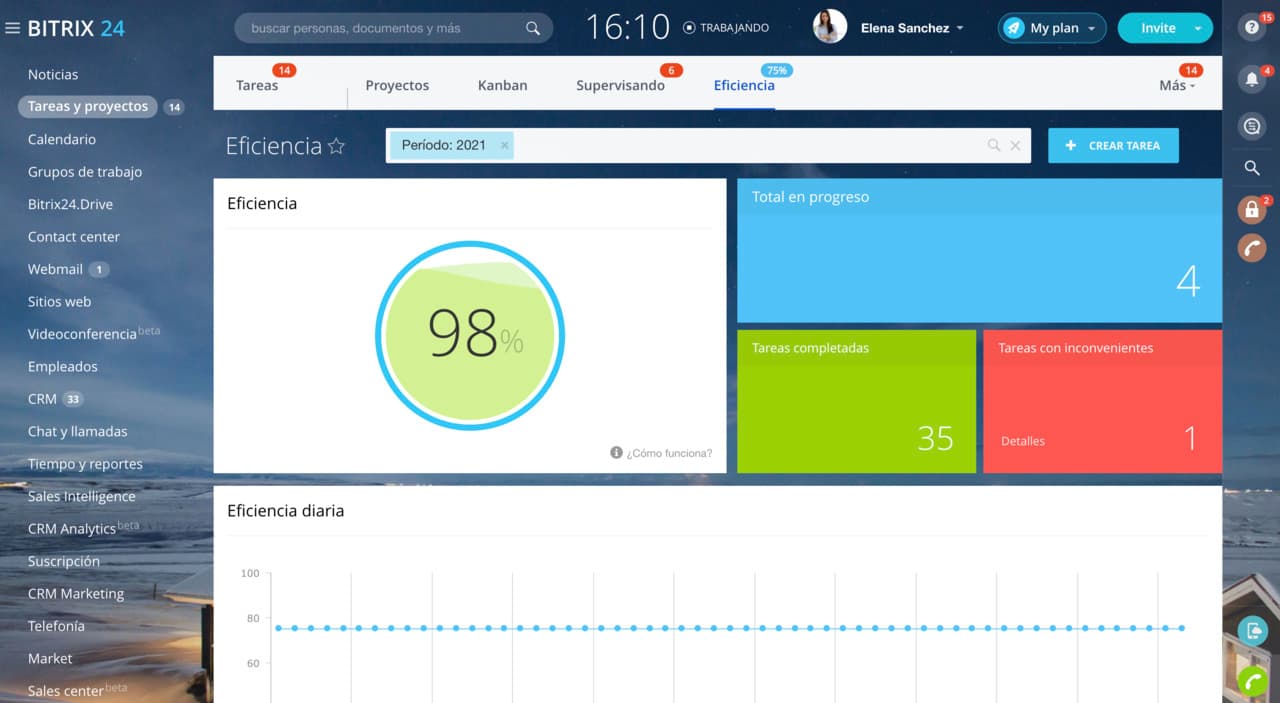 BITRIX 24
buscar personas, documentos y más
16:10
TRABAJANDO
Elena Sanchez
My plan
Invite
15
Noticias
Tareas y proyectos 14
Calendario
Grupos de trabajo
Bitrix24.Drive
Contact center
Webmail 1
Sitios web
Videoconferencia beta
Empleados
CRM 33
Chat y llamadas
Tiempo y reportes
Sales Intelligence
CRM Analytics beta
Suscripción
CRM Marketing
Telefonía
Market
Sales center beta
Tareas 14
Proyectos
Kanban
Supervisando 6
Eficiencia 75%
Más 14
4
2
Eficiencia
Período: 2021
CREAR TAREA
Eficiencia
98%
¿Cómo funciona?
Total en progreso
4
Tareas completadas
35
Tareas con inconvenientes
Detalles
1
Eficiencia diaria
100
80
60